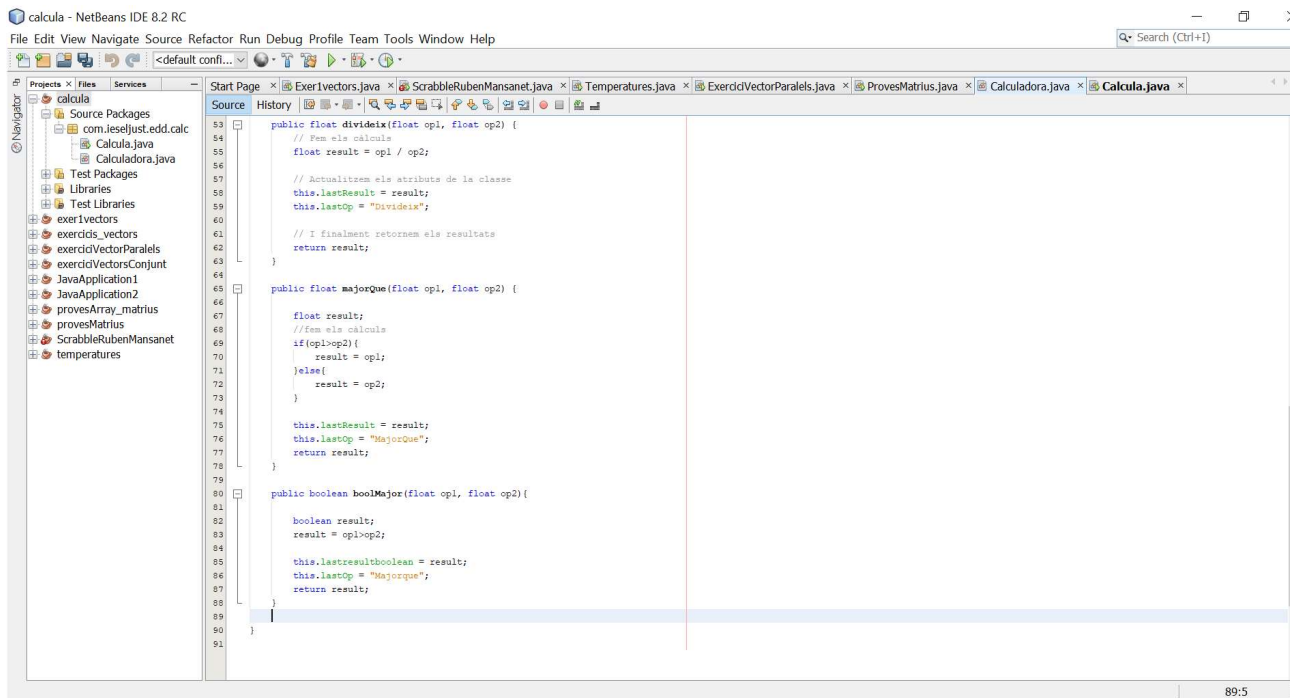 calcula - NetBeans IDE 8.2 RC
File Edit View Navigate Source Refactor Run Debug Profile Team Tools Window Help
Search (Ctrl+I)
<default confi...
Projects × Files Services
Navigator
Start Page × Exer1vectors.java × ScrabbleRubenMansanet.java × Temperatures.java × ExerciciVectorParalels.java × ProvesMatrius.java × Calculadora.java × Calcula.java ×
Source History
calcula
Source Packages
com.ieseljust.edd.calc
Calcula.java
Calculadora.java
Test Packages
Libraries
Test Libraries
exer1vectors
exercicis_vectors
exerciciVectorParalels
exerciciVectorsConjunt
JavaApplication1
JavaApplication2
provesArray_matrius
provesMatrius
ScrabbleRubenMansanet
temperatures
53 public float divideix(float op1, float op2) {
54 // Fem els càlculs
55 float result = op1 / op2;
56
57 // Actualitzem els atributs de la classe
58 this.lastResult = result;
59 this.lastOp = "Divideix";
60
61 // I finalment retornem els resultats
62 return result;
63 }
64
65 public float majorQue(float op1, float op2) {
66
67 float result;
68 //fem els càlculs
69 if(op1>op2){
70 result = op1;
71 }else{
72 result = op2;
73 }
74
75 this.lastResult = result;
76 this.lastOp = "MajorQue";
77 return result;
78 }
79
80 public boolean boolMajor(float op1, float op2){
81
82 boolean result;
83 result = op1>op2;
84
85 this.lastresultboolean = result;
86 this.lastOp = "Majorque";
87 return result;
88 }
89
90 }
91
89:5